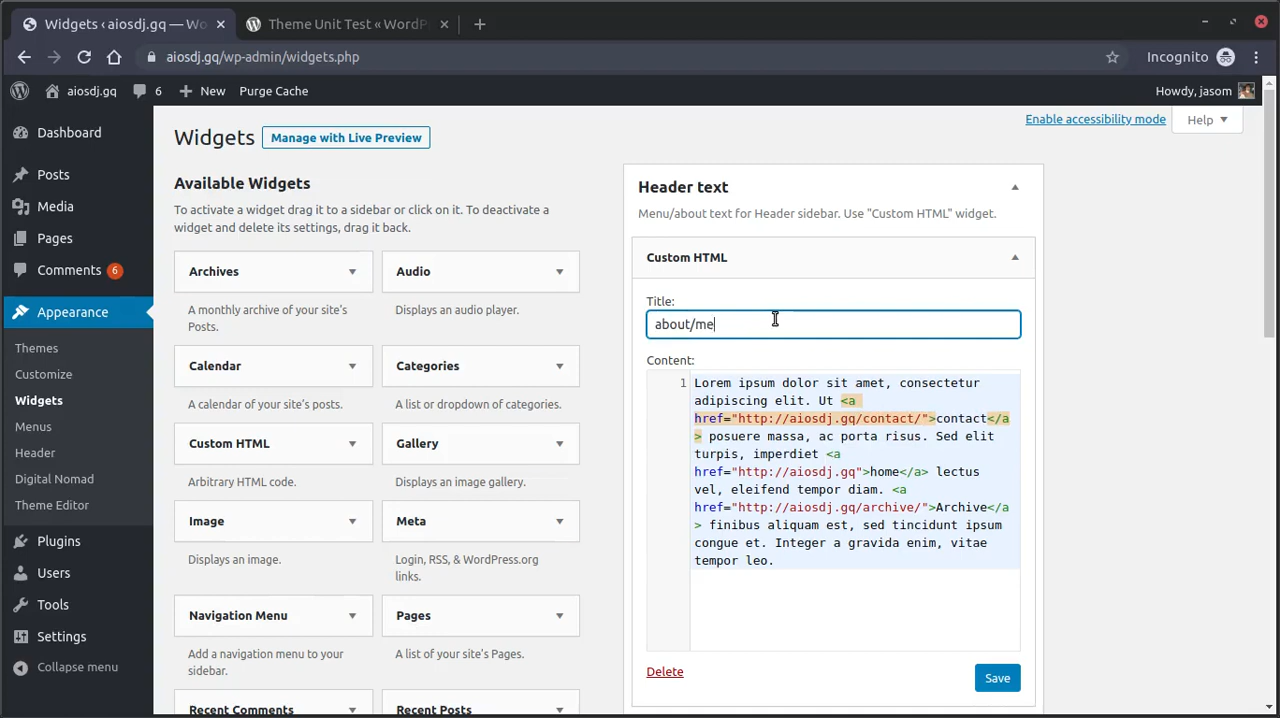 Widgets ‹ aiosdj.gq — Wo
Theme Unit Test « WordP
aiosdj.gq/wp-admin/widgets.php
Incognito
aiosdj.gq
6
New
Purge Cache
Howdy, jasom
Dashboard
Posts
Media
Pages
Comments 6
Appearance
Themes
Customize
Widgets
Menus
Header
Digital Nomad
Theme Editor
Plugins
Users
Tools
Settings
Collapse menu
Enable accessibility mode
Help
Widgets
Manage with Live Preview
Available Widgets
To activate a widget drag it to a sidebar or click on it. To deactivate a
widget and delete its settings, drag it back.
Archives
A monthly archive of your site's
Posts.
Audio
Displays an audio player.
Calendar
A calendar of your site's posts.
Categories
A list or dropdown of categories.
Custom HTML
Arbitrary HTML code.
Gallery
Displays an image gallery.
Image
Displays an image.
Meta
Login, RSS, & WordPress.org
links.
Navigation Menu
Add a navigation menu to your
sidebar.
Pages
A list of your site's Pages.
Recent Comments
Recent Posts
Header text
Menu/about text for Header sidebar. Use "Custom HTML" widget.
Custom HTML
Title:
about/me
Content:
1
Lorem ipsum dolor sit amet, consectetur
adipiscing elit. Ut <a
href="http://aiosdj.gq/contact/">contact</a
> posuere massa, ac porta risus. Sed elit
turpis, imperdiet <a
href="http://aiosdj.gq">home</a> lectus
vel, eleifend tempor diam. <a
href="http://aiosdj.gq/archive/">Archive</a
> finibus aliquam est, sed tincidunt ipsum
congue et. Integer a gravida enim, vitae
tempor leo.
Delete
Save